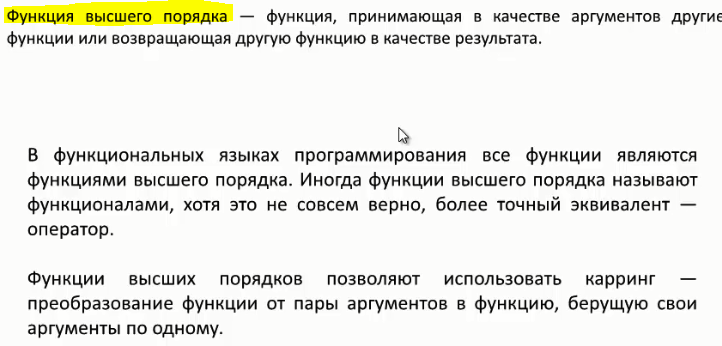 Функция высшего порядка — функция, принимающая в качестве аргументов другие
функции или возвращающая другую функцию в качестве результата.
В функциональных языках программирования все функции являются
функциями высшего порядка. Иногда функции высшего порядка называют
функционалами, хотя это не совсем верно, более точный эквивалент —
оператор.
Функции высших порядков позволяют использовать карринг —
преобразование функции от пары аргументов в функцию, берущую свои
аргументы по одному.